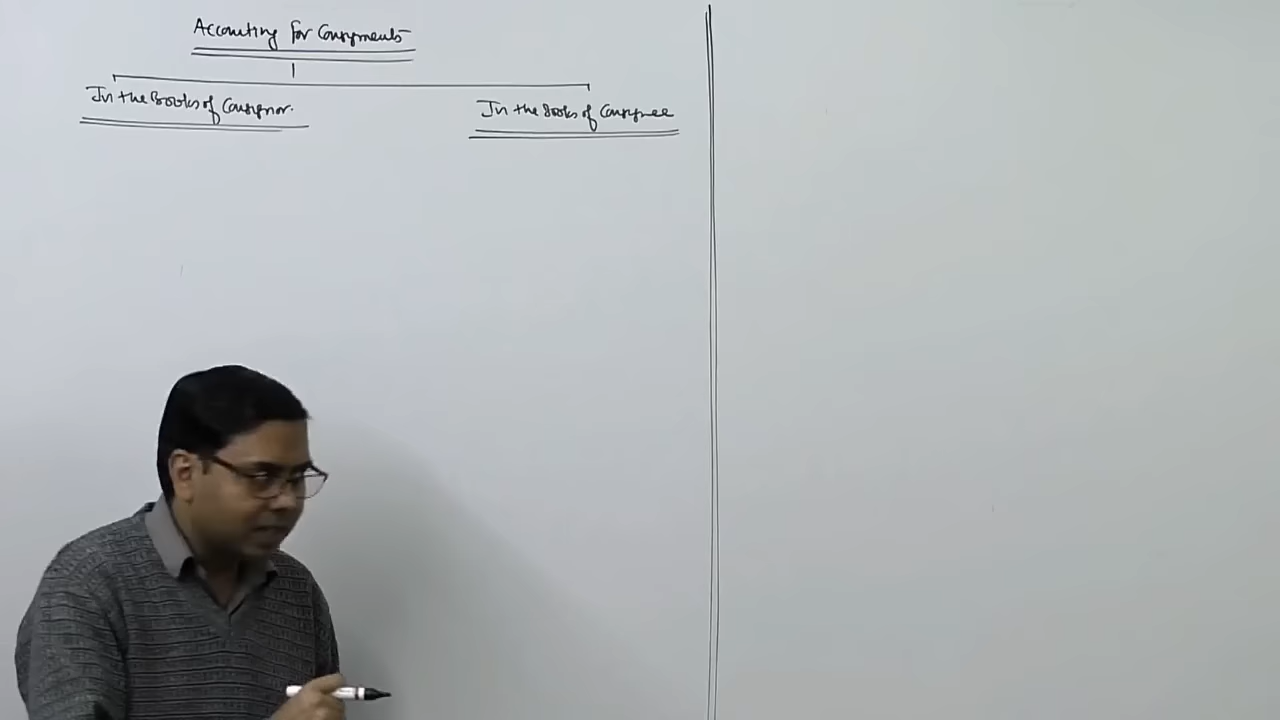 Accounting for Consignments
In the Books of Consignor.
In the Books of Consignee